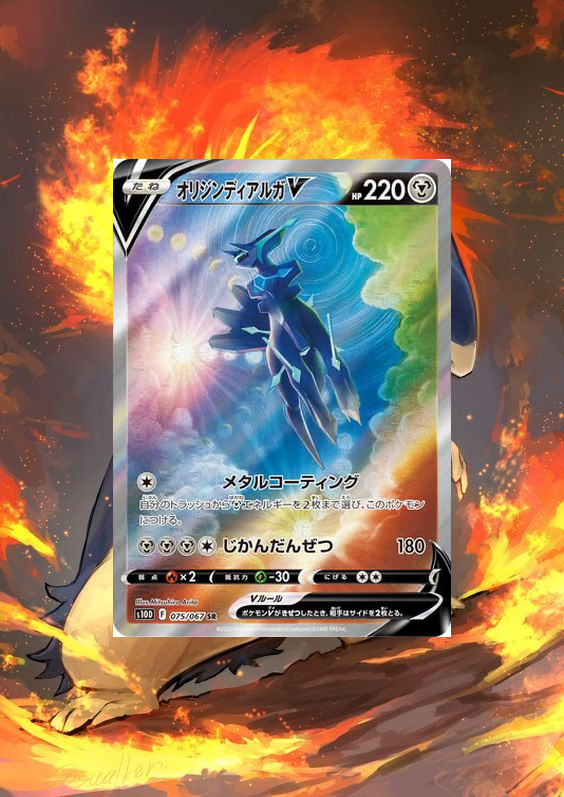 たね オリジンディアルガV HP 220
メタルコーティング
自分のトラッシュからエネルギーを2枚まで選び、このポケモン
につける。
じかんだんぜつ 180
弱点 ×2 抵抗力 -30 にげる
Vルール
ポケモンVがきぜつしたとき、相手はサイドを2枚とる。
Illus. Mitsuhiro Arita
s10D F 075/067 SR